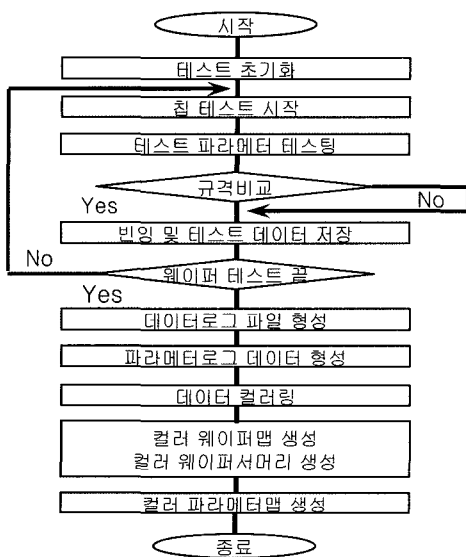 시작
테스트 초기화
칩 테스트 시작
테스트 파라메터 테스팅
규격비교
Yes
No
빈잉 및 테스트 데이터 저장
No
웨이퍼 테스트 끝
Yes
데이터로그 파일 형성
파라메터로그 데이터 형성
데이터 컬러링
컬러 웨이퍼맵 생성
컬러 웨이퍼서머리 생성
컬러 파라메터맵 생성
종료